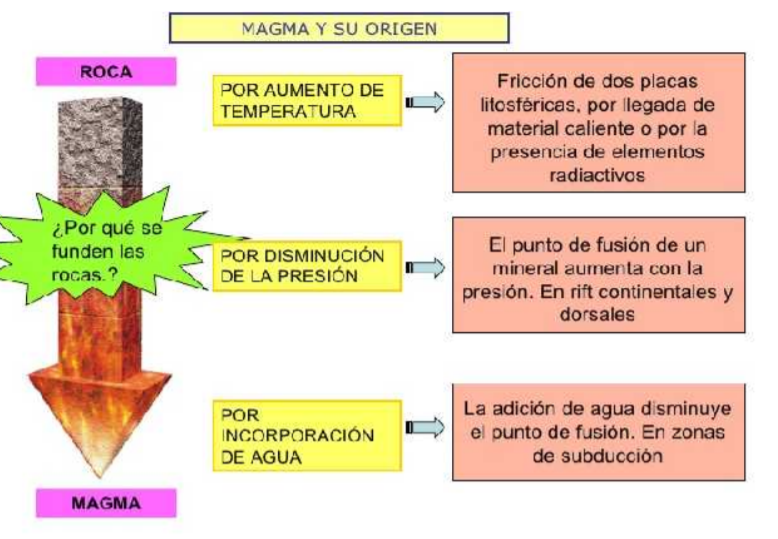 MAGMA Y SU ORIGEN
ROCA
POR AUMENTO DE
TEMPERATURA
Fricción de dos placas
litosféricas, por llegada de
material caliente o por la
presencia de elementos
radiactivos
¿Por qué se
funden las
rocas.?
POR DISMINUCIÓN
DE LA PRESIÓN
El punto de fusión de un
mineral aumenta con la
presión. En rift continentales y
dorsales
POR
INCORPORACIÓN
DE AGUA
La adición de agua disminuye
el punto de fusión. En zonas
de subducción
MAGMA